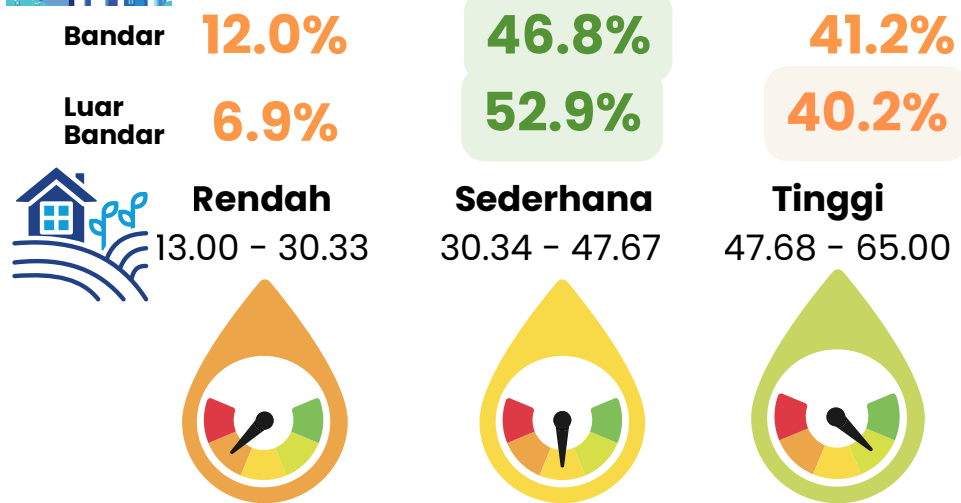 Bandar 12.0% 46.8% 41.2%
Luar
Bandar 6.9% 52.9% 40.2%
Rendah Sederhana Tinggi
13.00 - 30.33 30.34 - 47.67 47.68 - 65.00